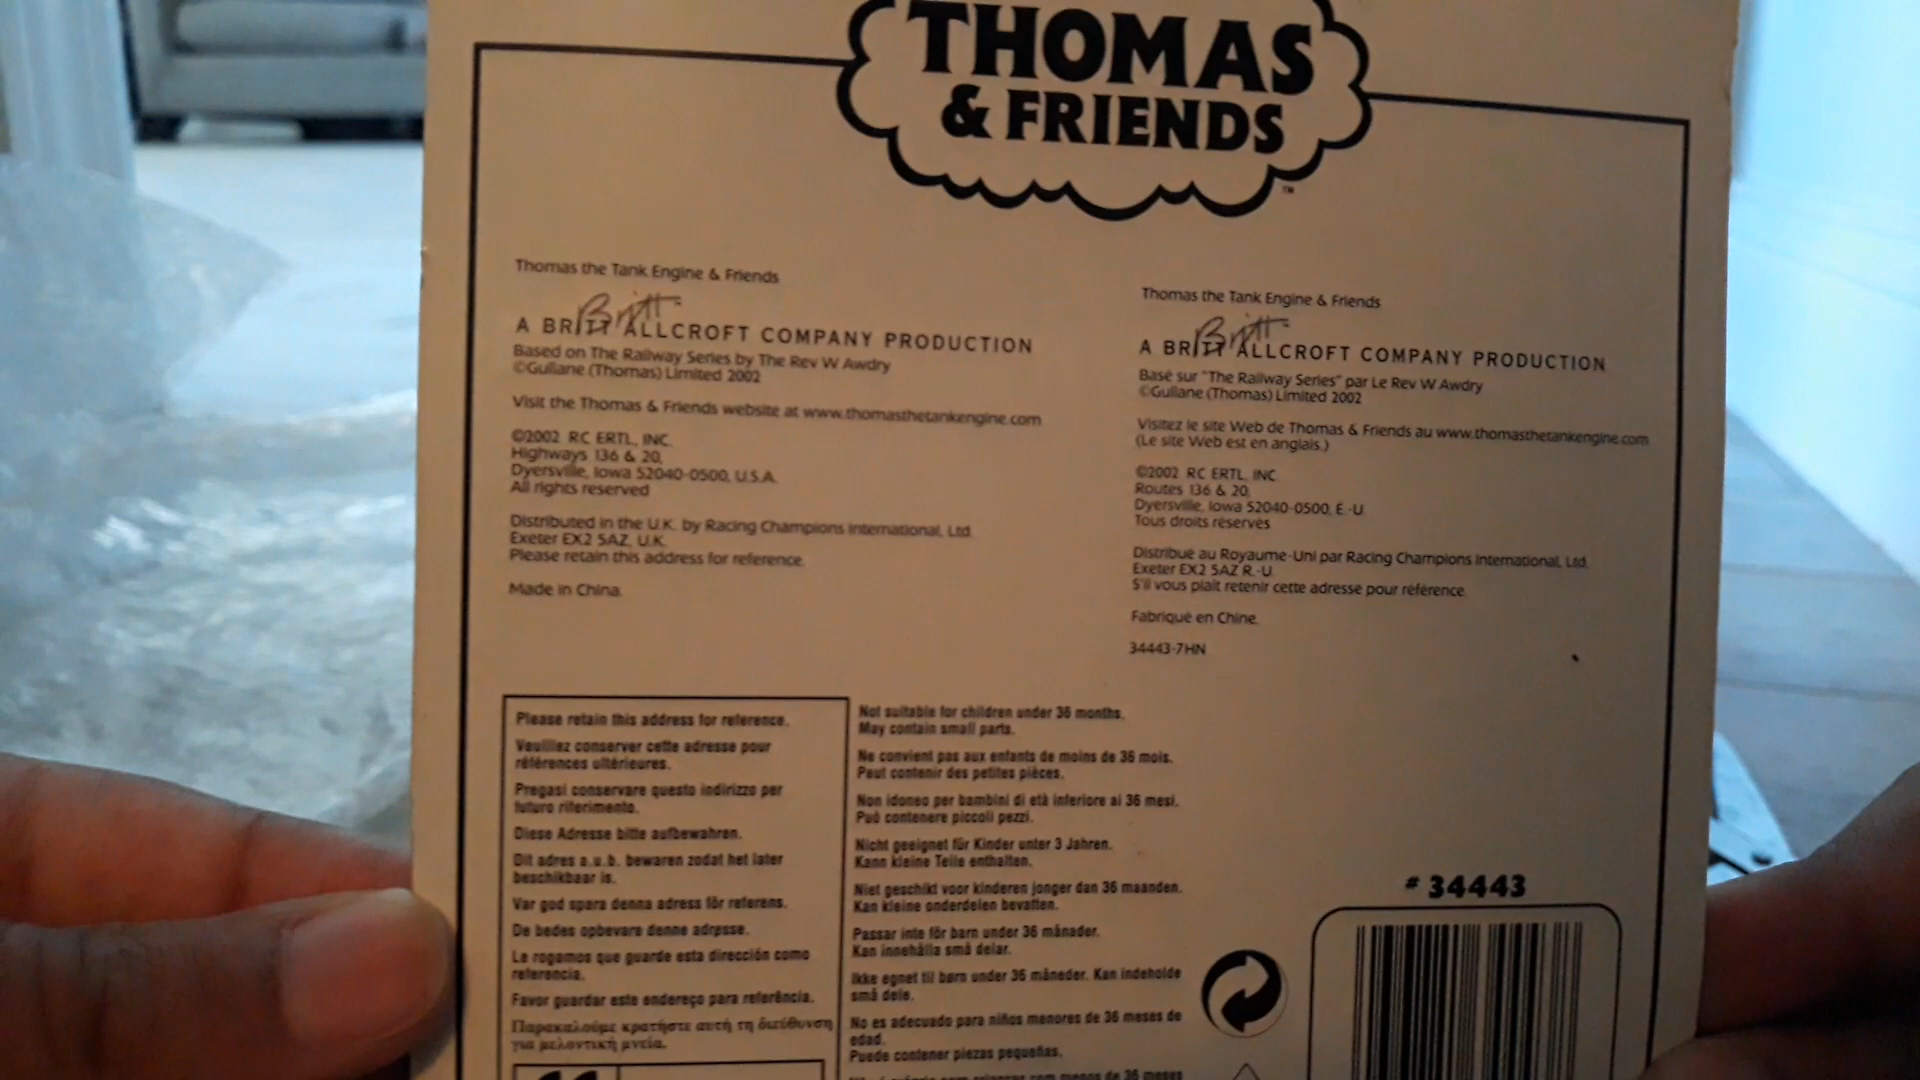 THOMAS
& FRIENDS
™
Thomas the Tank Engine & Friends
Britt
A BRITT ALLCROFT COMPANY PRODUCTION
Based on The Railway Series by The Rev W Awdry
©Gullane (Thomas) Limited 2002
Visit the Thomas & Friends website at www.thomasthetankengine.com
©2002 RC ERTL, INC.
Highways 136 & 20,
Dyersville, Iowa 52040-0500, U.S.A.
All rights reserved
Distributed in the U.K. by Racing Champions International, Ltd.
Exeter EX2 5AZ, U.K.
Please retain this address for reference.
Made in China.
Thomas the Tank Engine & Friends
Britt
A BRITT ALLCROFT COMPANY PRODUCTION
Basé sur "The Railway Series" par Le Rev W Awdry
©Gullane (Thomas) Limited 2002
Visitez le site Web de Thomas & Friends au www.thomasthetankengine.com
(Le site Web est en anglais.)
©2002 RC ERTL, INC.
Routes 136 & 20,
Dyersville, Iowa 52040-0500, É.-U.
Tous droits réservés
Distribué au Royaume-Uni par Racing Champions International, Ltd.
Exeter EX2 5AZ R.-U.
S'il vous plaît retenir cette adresse pour référence.
Fabriqué en Chine.
34443-7HN
Please retain this address for reference.
Veuillez conserver cette adresse pour
références ultérieures.
Pregasi conservare questo indirizzo per
futuro riferimento.
Diese Adresse bitte aufbewahren.
Dit adres a.u.b. bewaren zodat het later
beschikbaar is.
Var god spara denna adress för referens.
De bedes opbevare denne adresse.
Le rogamos que guarde esta dirección como
referencia.
Favor guardar este endereço para referência.
Παρακαλούμε κρατήστε αυτή τη διεύθυνση
για μελοντική μνεία.
Not suitable for children under 36 months.
May contain small parts.
Ne convient pas aux enfants de moins de 36 mois.
Peut contenir des petites pièces.
Non idoneo per bambini di età inferiore ai 36 mesi.
Può contenere piccoli pezzi.
Nicht geeignet für Kinder unter 3 Jahren.
Kann kleine Teile enthalten.
Niet geschikt voor kinderen jonger dan 36 maanden.
Kan kleine onderdelen bevatten.
Passar inte för barn under 36 månader.
Kan innehålla små delar.
Ikke egnet til børn under 36 måneder. Kan indeholde
små dele.
No es adecuado para niños menores de 36 meses de
edad.
Puede contener piezas pequeñas.
com menos de 36 meses
# 34443